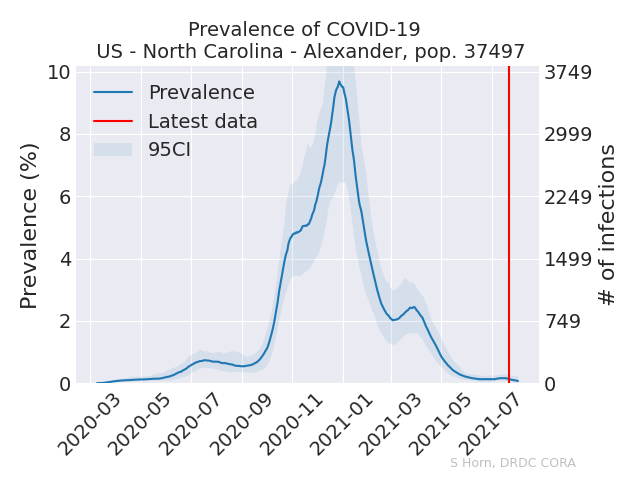 Prevalence of COVID-19
US - North Carolina - Alexander, pop. 37497
Prevalence
Latest data
95CI
Prevalence (%)
10
8
6
4
2
0
3749
2999
2249
1499
749
0
# of infections
2020-03
2020-05
2020-07
2020-09
2020-11
2021-01
2021-03
2021-05
2021-07
S Horn, DRDC CORA